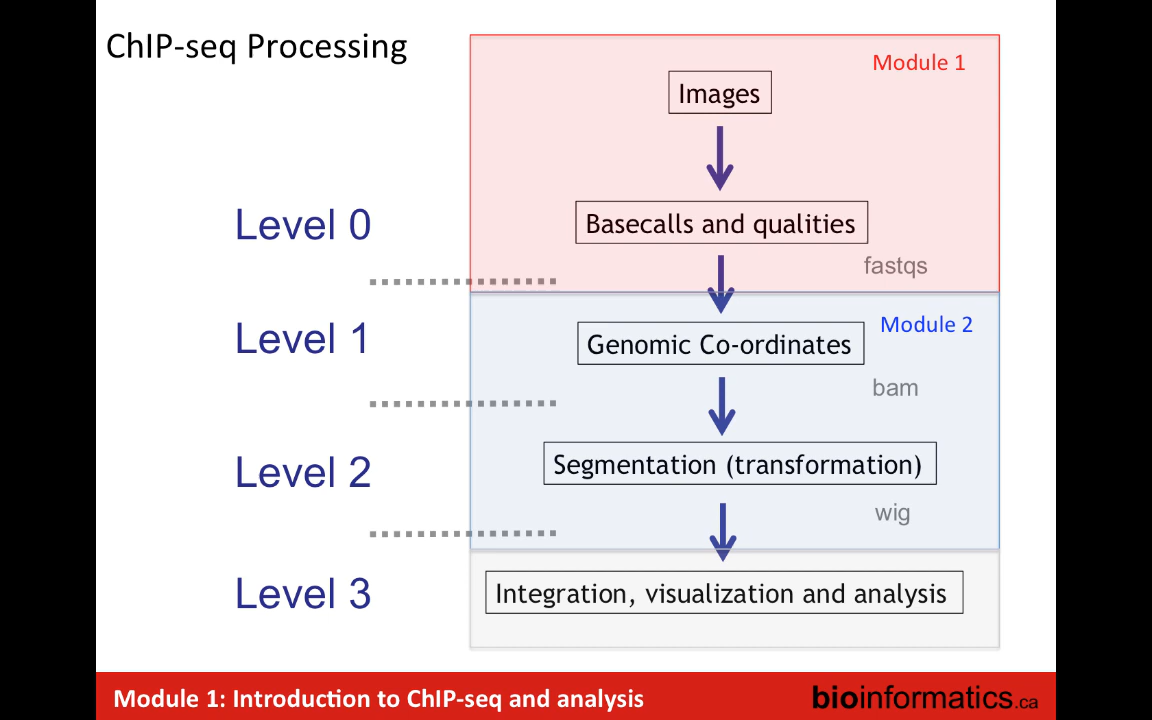 ChIP-seq Processing
Module 1
Images
Level 0
Basecalls and qualities
fastqs
Module 2
Level 1
Genomic Co-ordinates
bam
Level 2
Segmentation (transformation)
wig
Level 3
Integration, visualization and analysis
Module 1: Introduction to ChIP-seq and analysis
bioinformatics.ca